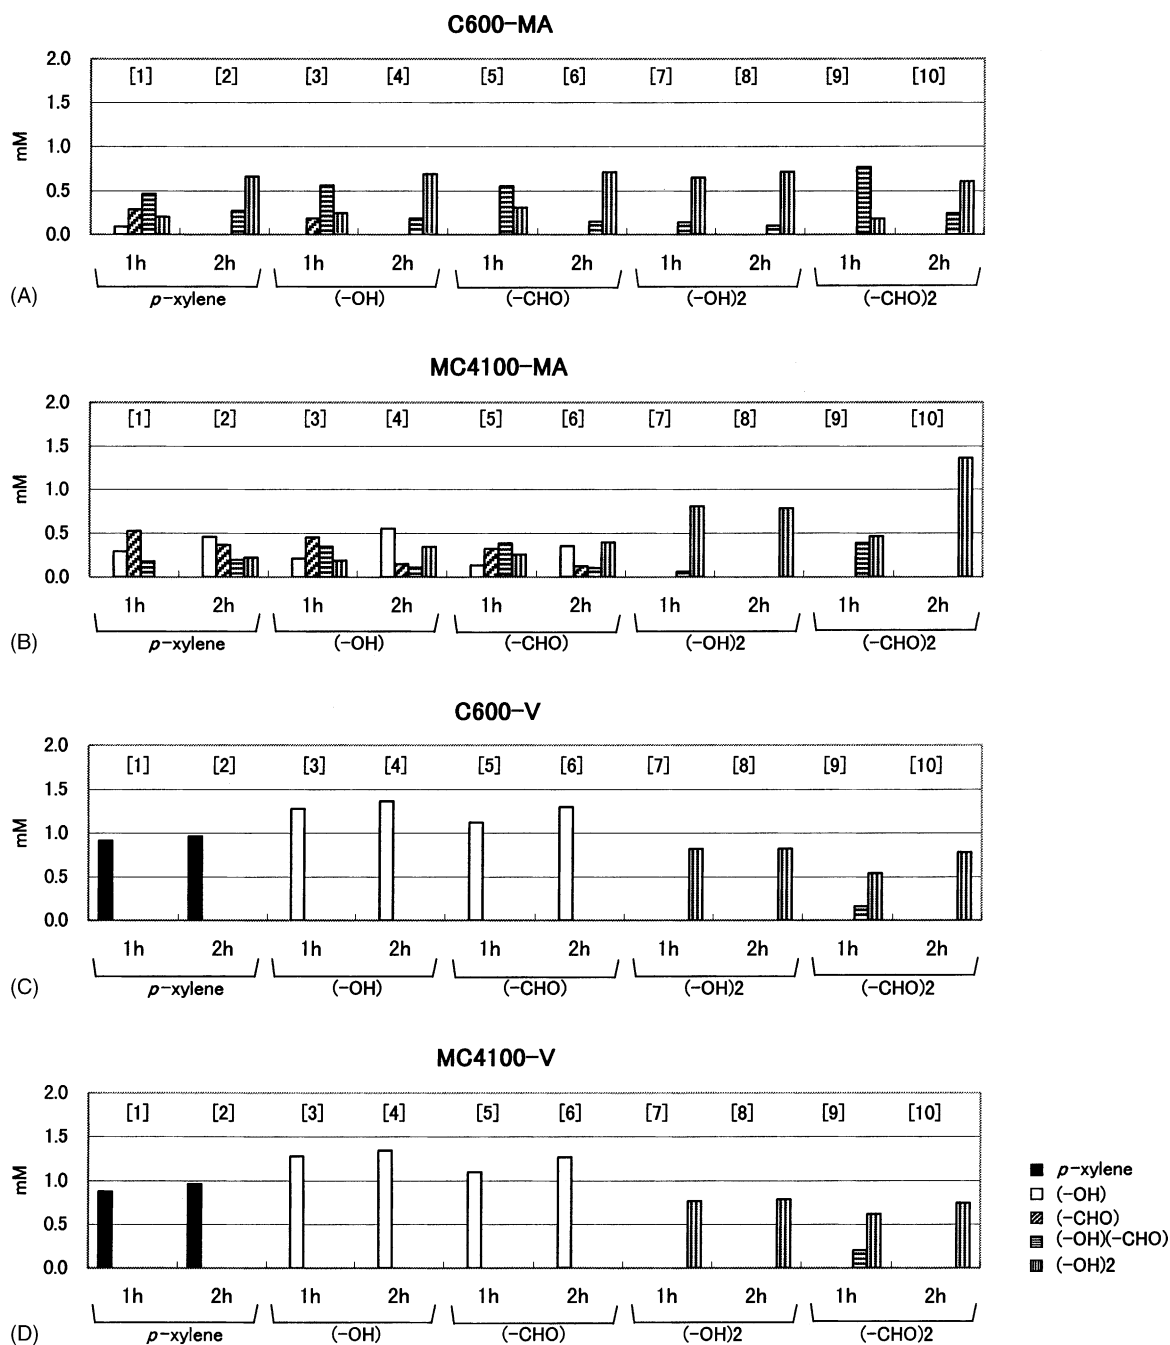 C600-MA
2.0
[1] [2] [3] [4] [5] [6] [7] [8] [9] [10]
1.5
mM
1.0
0.5
0.0
1h 2h 1h 2h 1h 2h 1h 2h 1h 2h
(A)
p-xylene (-OH) (-CHO) (-OH)2 (-CHO)2
MC4100-MA
2.0
[1] [2] [3] [4] [5] [6] [7] [8] [9] [10]
1.5
mM
1.0
0.5
0.0
1h 2h 1h 2h 1h 2h 1h 2h 1h 2h
(B)
p-xylene (-OH) (-CHO) (-OH)2 (-CHO)2
C600-V
2.0
[1] [2] [3] [4] [5] [6] [7] [8] [9] [10]
1.5
mM
1.0
0.5
0.0
1h 2h 1h 2h 1h 2h 1h 2h 1h 2h
(C)
p-xylene (-OH) (-CHO) (-OH)2 (-CHO)2
MC4100-V
2.0
[1] [2] [3] [4] [5] [6] [7] [8] [9] [10]
1.5
mM
1.0
0.5
0.0
1h 2h 1h 2h 1h 2h 1h 2h 1h 2h
(D)
p-xylene (-OH) (-CHO) (-OH)2 (-CHO)2
p-xylene
(-OH)
(-CHO)
(-OH)(-CHO)
(-OH)2